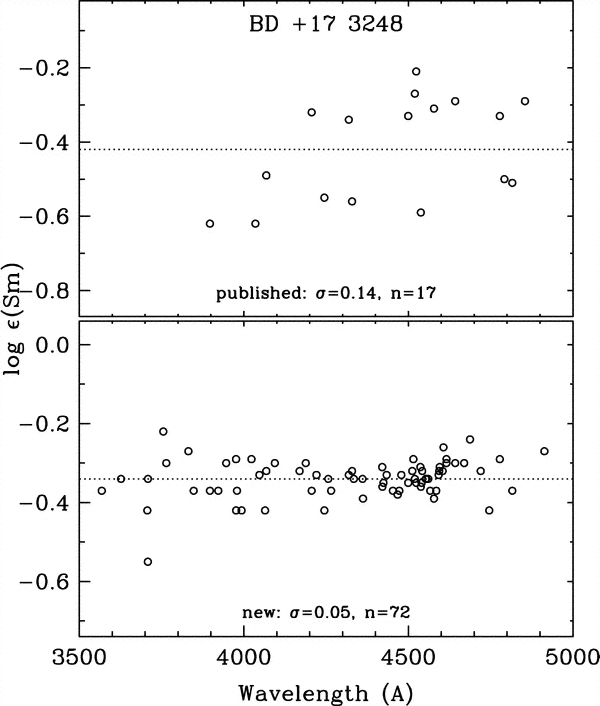 BD +17 3248
−0.2
−0.4
−0.6
−0.8
published: σ=0.14, n=17
log ϵ(Sm)
0.0
−0.2
−0.4
−0.6
new: σ=0.05, n=72
3500 4000 4500 5000
Wavelength (A)